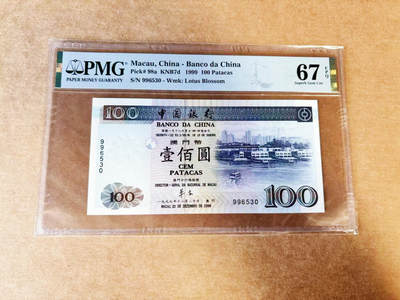 PMG
PAPER MONEY GUARANTY
Macau, China - Banco da China
Pick# 98a KNB7d 1999 100 Patacas
S/N 996530 - Wmk: Lotus Blossom
67 EPQ
Superb Gem Unc
100
中國銀行
BANCO DA CHINA
澳門幣
壹佰圓
CEM
PATACAS
996530
100
996530
100